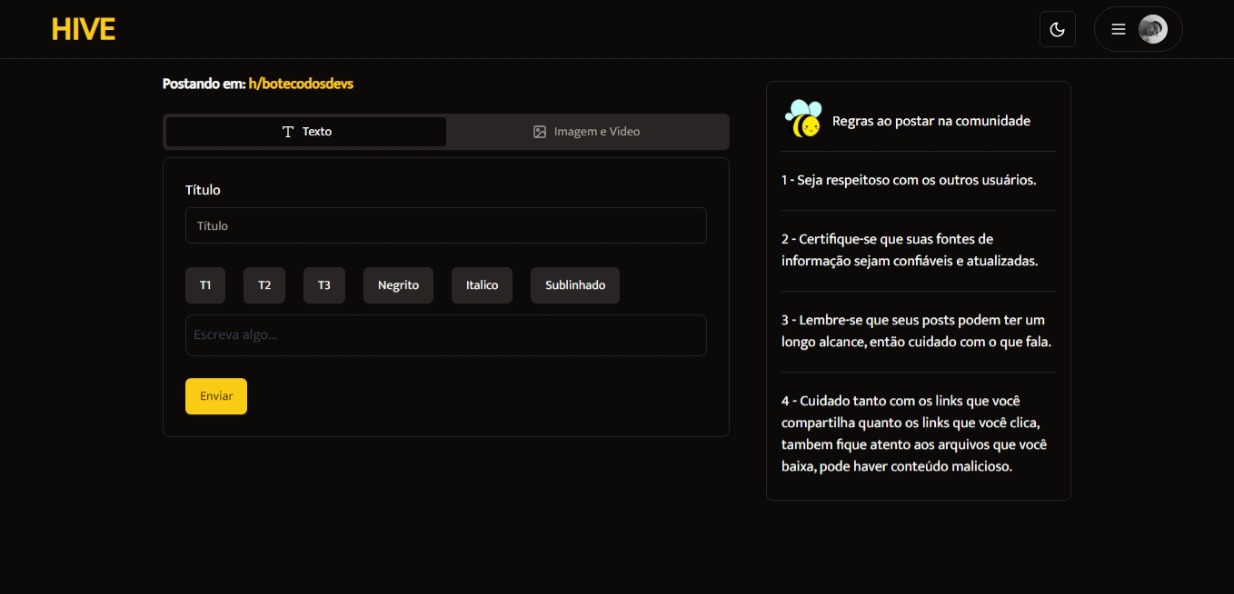 HIVE
Postando em: h/botecodosdevs
Texto
Imagem e Video
Título
Título
T1 T2 T3 Negrito Italico Sublinhado
Escreva algo...
Enviar
Regras ao postar na comunidade
1 - Seja respeitoso com os outros usuários.
2 - Certifique-se que suas fontes de
informação sejam confiáveis e atualizadas.
3 - Lembre-se que seus posts podem ter um
longo alcance, então cuidado com o que fala.
4 - Cuidado tanto com os links que você
compartilha quanto os links que você clica,
tambem fique atento aos arquivos que você
baixa, pode haver conteúdo malicioso.